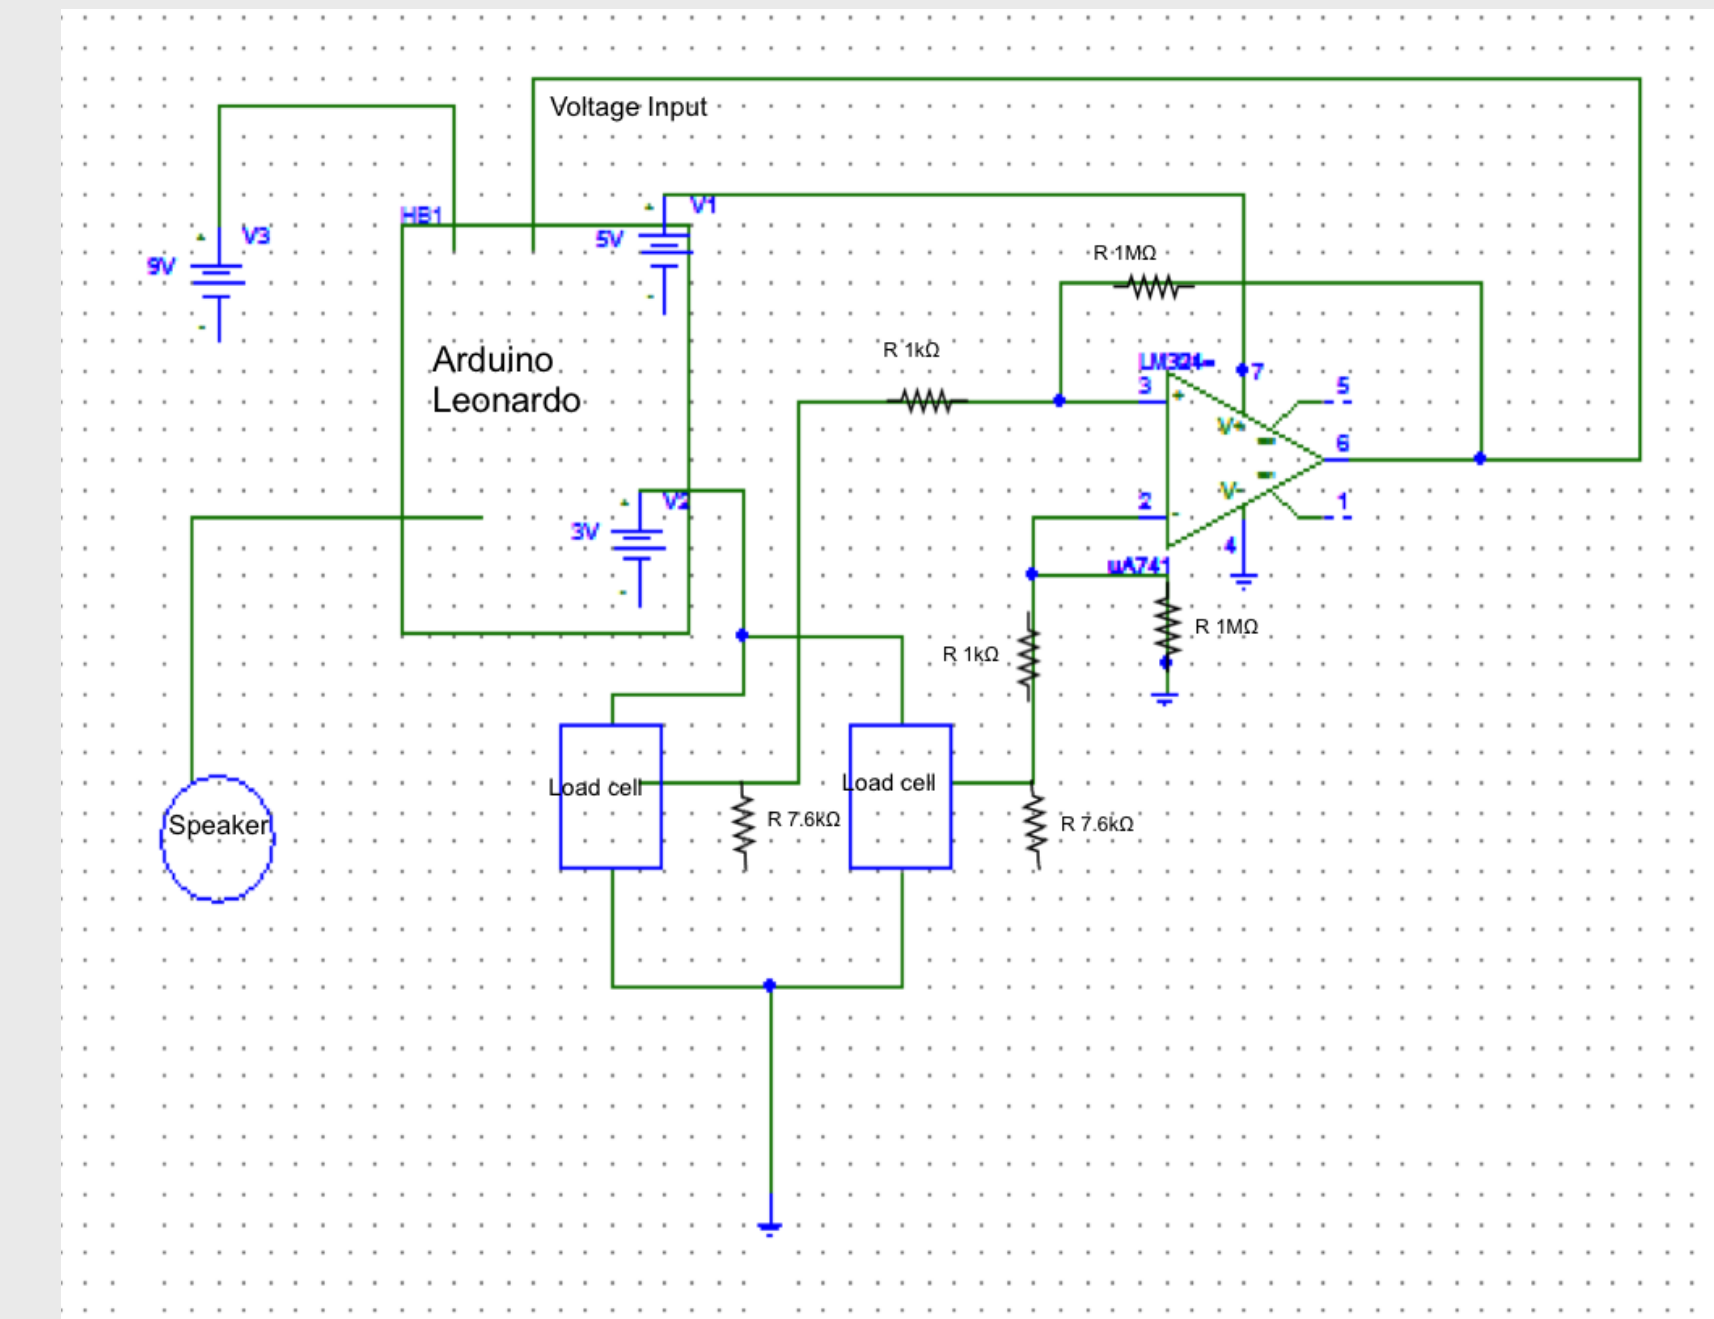 Voltage Input
HB1
V1
5V
V3
9V
R 1MΩ
Arduino
Leonardo
R 1kΩ
LM324
7
3
5
+
V+
6
V2
3V
V-
2
1
-
4
uA741
R 1MΩ
R 1kΩ
Load cell
Load cell
R 7.6kΩ
R 7.6kΩ
Speaker